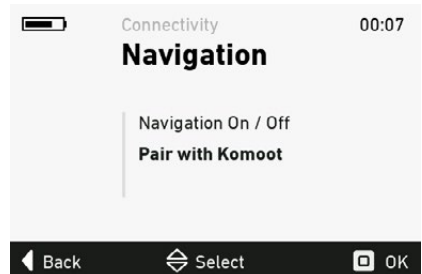 Connectivity 00:07
Navigation
Navigation On / Off
Pair with Komoot
Back Select OK